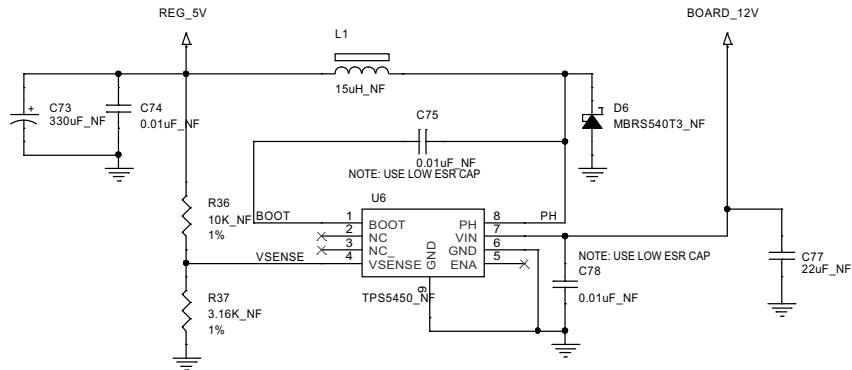 REG_5V
BOARD_12V
L1
15uH_NF
C73
330uF_NF
C74
0.01uF_NF
C75
0.01uF_NF
NOTE: USE LOW ESR CAP
D6
MBRS540T3_NF
U6
R36
10K_NF
1%
BOOT
1
BOOT
2
NC
3
NC_
VSENSE
4
VSENSE
GND
9
PH
8
PH
VIN
7
GND
6
ENA
5
TPS5450_NF
NOTE: USE LOW ESR CAP
C78
0.01uF_NF
C77
22uF_NF
R37
3.16K_NF
1%